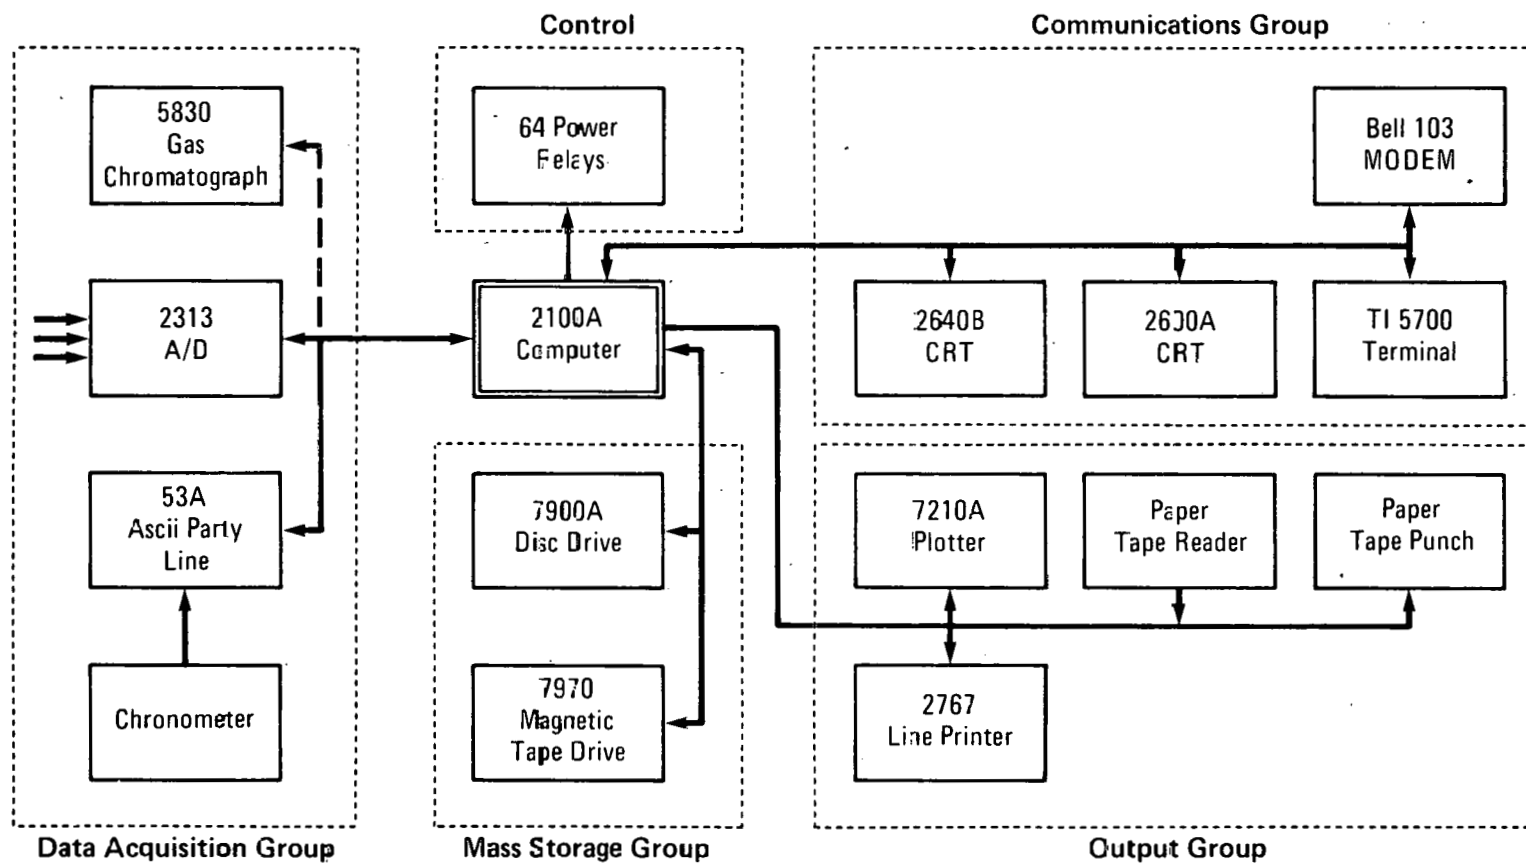 Control
Communications Group
5830
Gas
Chromatograph
64 Power
Relays
Bell 103
MODEM
2313
A/D
2100A
Computer
2640B
CRT
2600A
CRT
TI 5700
Terminal
53A
Ascii Party
Line
7900A
Disc Drive
7210A
Plotter
Paper
Tape Reader
Paper
Tape Punch
Chronometer
7970
Magnetic
Tape Drive
2767
Line Printer
Data Acquisition Group
Mass Storage Group
Output Group